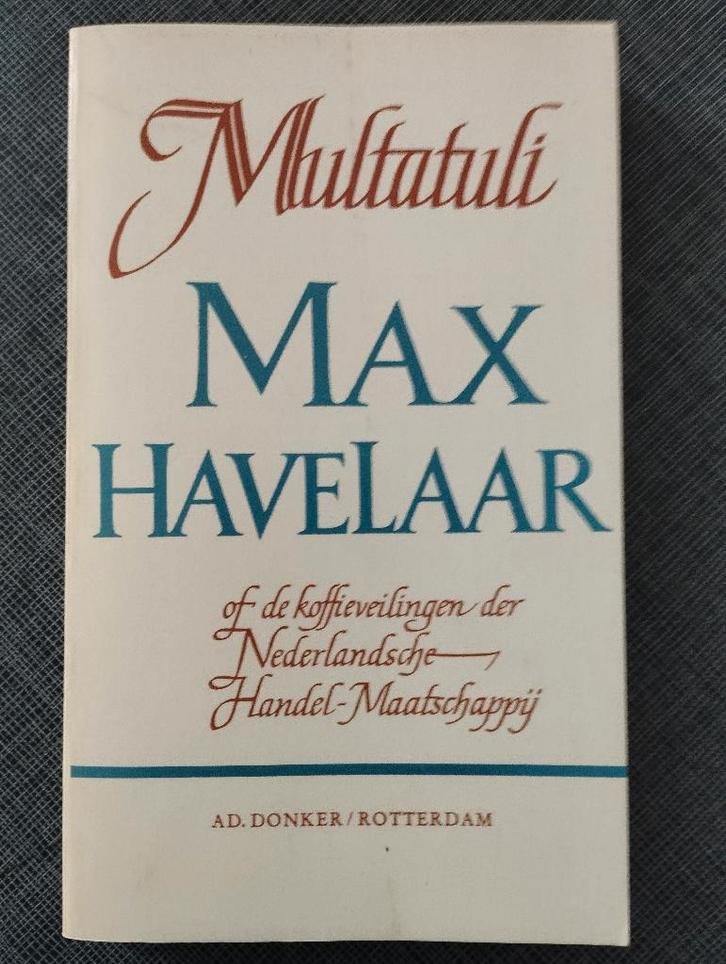 Multatuli
MAX
HAVELAAR
of de koffieveilingen der
Nederlandsche
Handel-Maatschappij
AD. DONKER/ROTTERDAM